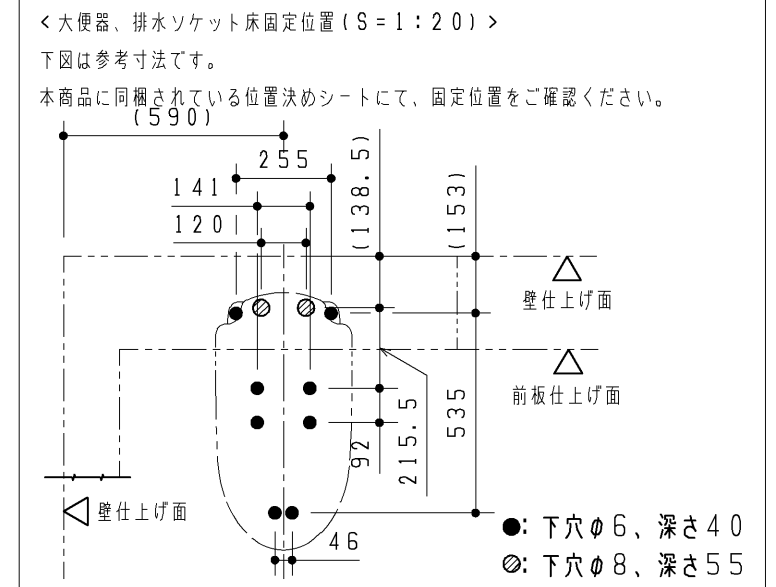 <大便器、排水ソケット床固定位置(S=1:20)>
下図は参考寸法です。
本商品に同梱されている位置決めシートにて、固定位置をご確認ください。
(590)
255
141
120
(138.5)
(153)
壁仕上げ面
前板仕上げ面
92
215.5
535
壁仕上げ面
46
●: 下穴φ6、深さ40
下穴φ8、深さ55